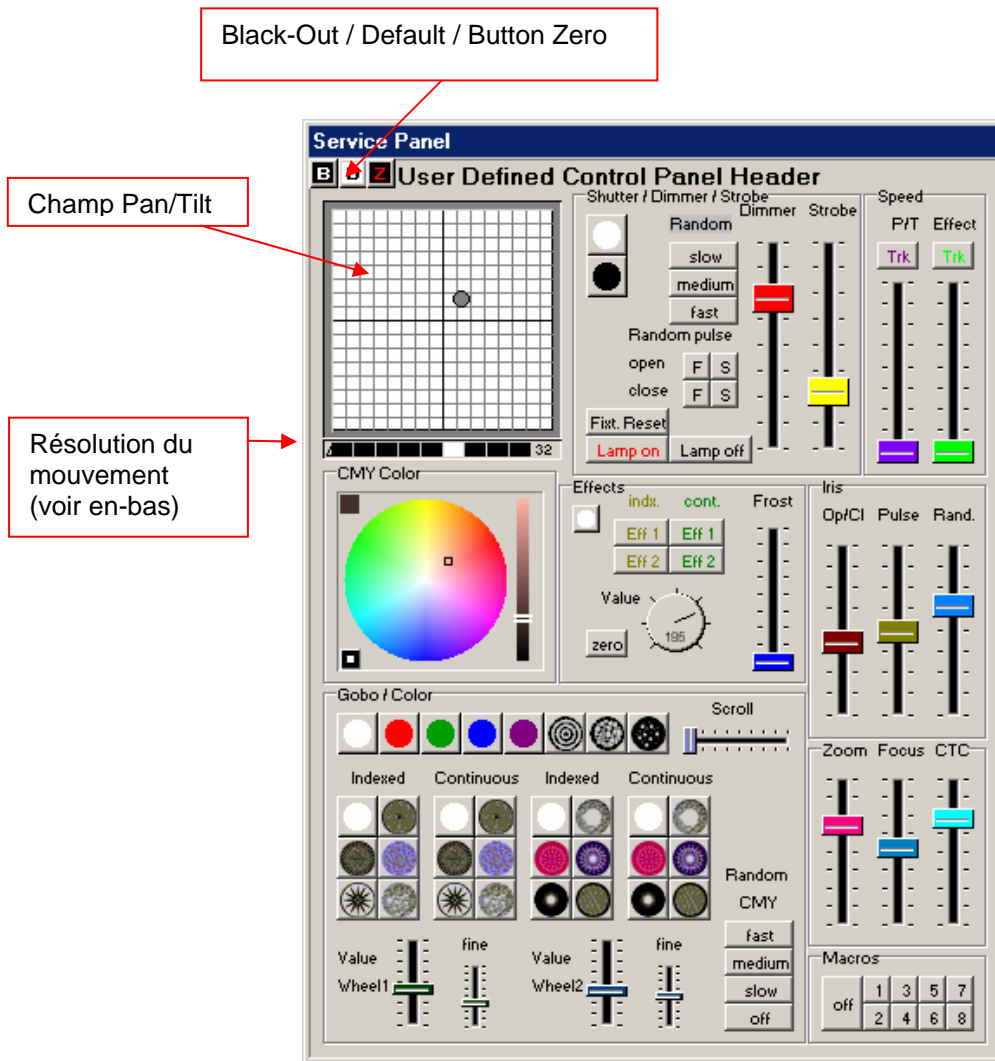 Black-Out / Default / Button Zero
Champ Pan/Tilt
Résolution du
mouvement
(voir en-bas)
Service Panel
B Z User Defined Control Panel Header
Shutter / Dimmer / Strobe
Random
Dimmer
Strobe
slow
medium
fast
Random pulse
open F S
close F S
Fixt. Reset
Lamp on
Lamp off
Speed
P/T Effect
Trk Trk
32
CMY Color
Effects
indx. cont.
Frost
Eff 1 Eff 1
Eff 2 Eff 2
Value
195
zero
Iris
Op/Cl Pulse Rand.
Gobo / Color
Scroll
Indexed Continuous Indexed Continuous
Random
CMY
fast
medium
slow
off
Value
Wheel1
fine
Value
Wheel2
fine
Zoom Focus CTC
Macros
off
1 3 5 7
2 4 6 8